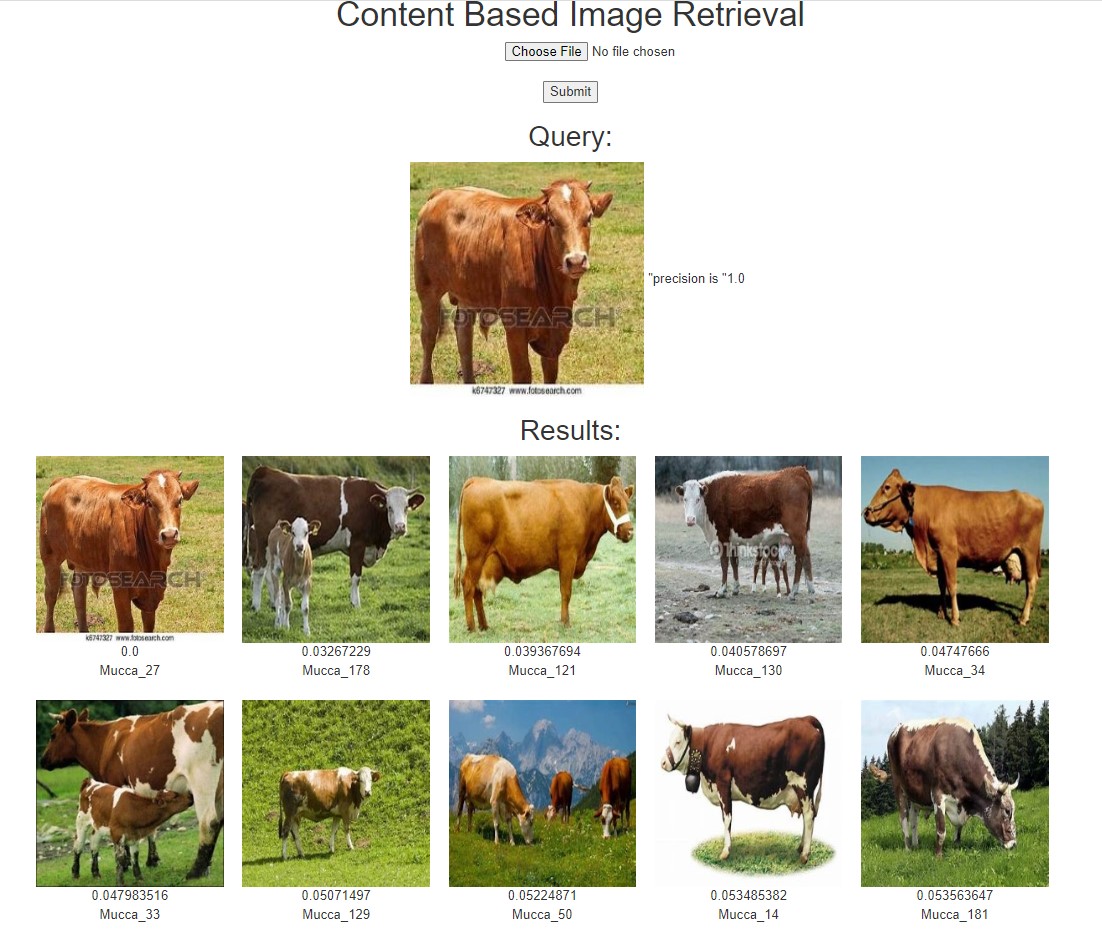 Content Based Image Retrieval
Choose File No file chosen
Submit
Query:
FOTOSEARCH
k6747327 www.fotosearch.com
"precision is "1.0
Results:
FOTOSEARCH
k6747327 www.fotosearch.com
Thinkstock
0.0
0.03267229
0.039367694
0.040578697
0.04747666
Mucca_27
Mucca_178
Mucca_121
Mucca_130
Mucca_34
0.047983516
0.05071497
0.05224871
0.053485382
0.053563647
Mucca_33
Mucca_129
Mucca_50
Mucca_14
Mucca_181